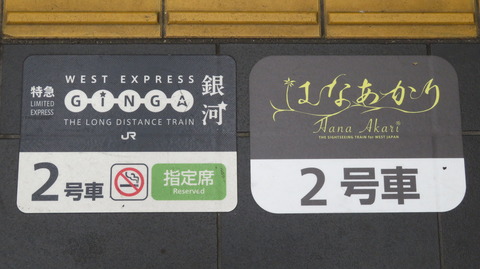 WEST EXPRESS
特急
LIMITED
EXPRESS
GiNGA
銀河
THE LONG DISTANCE TRAIN
JR
2号車
指定席
Reserved
はなあかり
Hana Akari
THE SIGHTSEEING TRAIN for WEST JAPAN
2号車